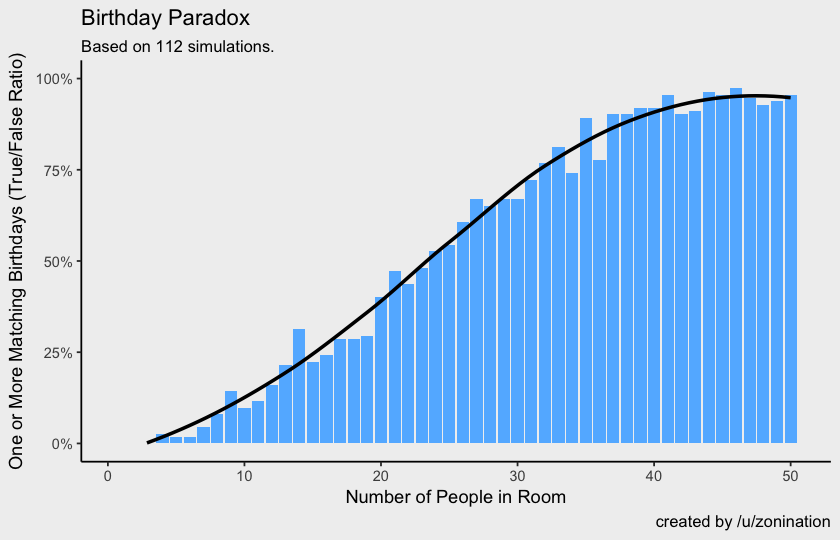 Birthday Paradox
Based on 112 simulations.
One or More Matching Birthdays (True/False Ratio)
100%
75%
50%
25%
0%
0
10
20
30
40
50
Number of People in Room
created by /u/zonination